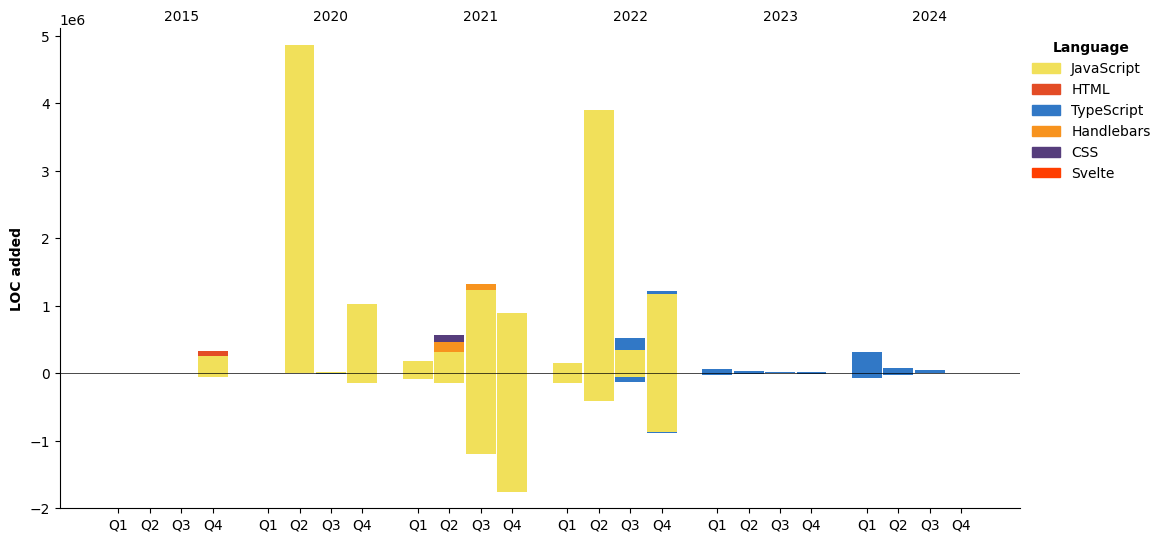 1e6
2015 2020 2021 2022 2023 2024
Language
JavaScript
HTML
TypeScript
Handlebars
CSS
Svelte
LOC added
5
4
3
2
1
0
−1
−2
Q1 Q2 Q3 Q4 Q1 Q2 Q3 Q4 Q1 Q2 Q3 Q4 Q1 Q2 Q3 Q4 Q1 Q2 Q3 Q4 Q1 Q2 Q3 Q4